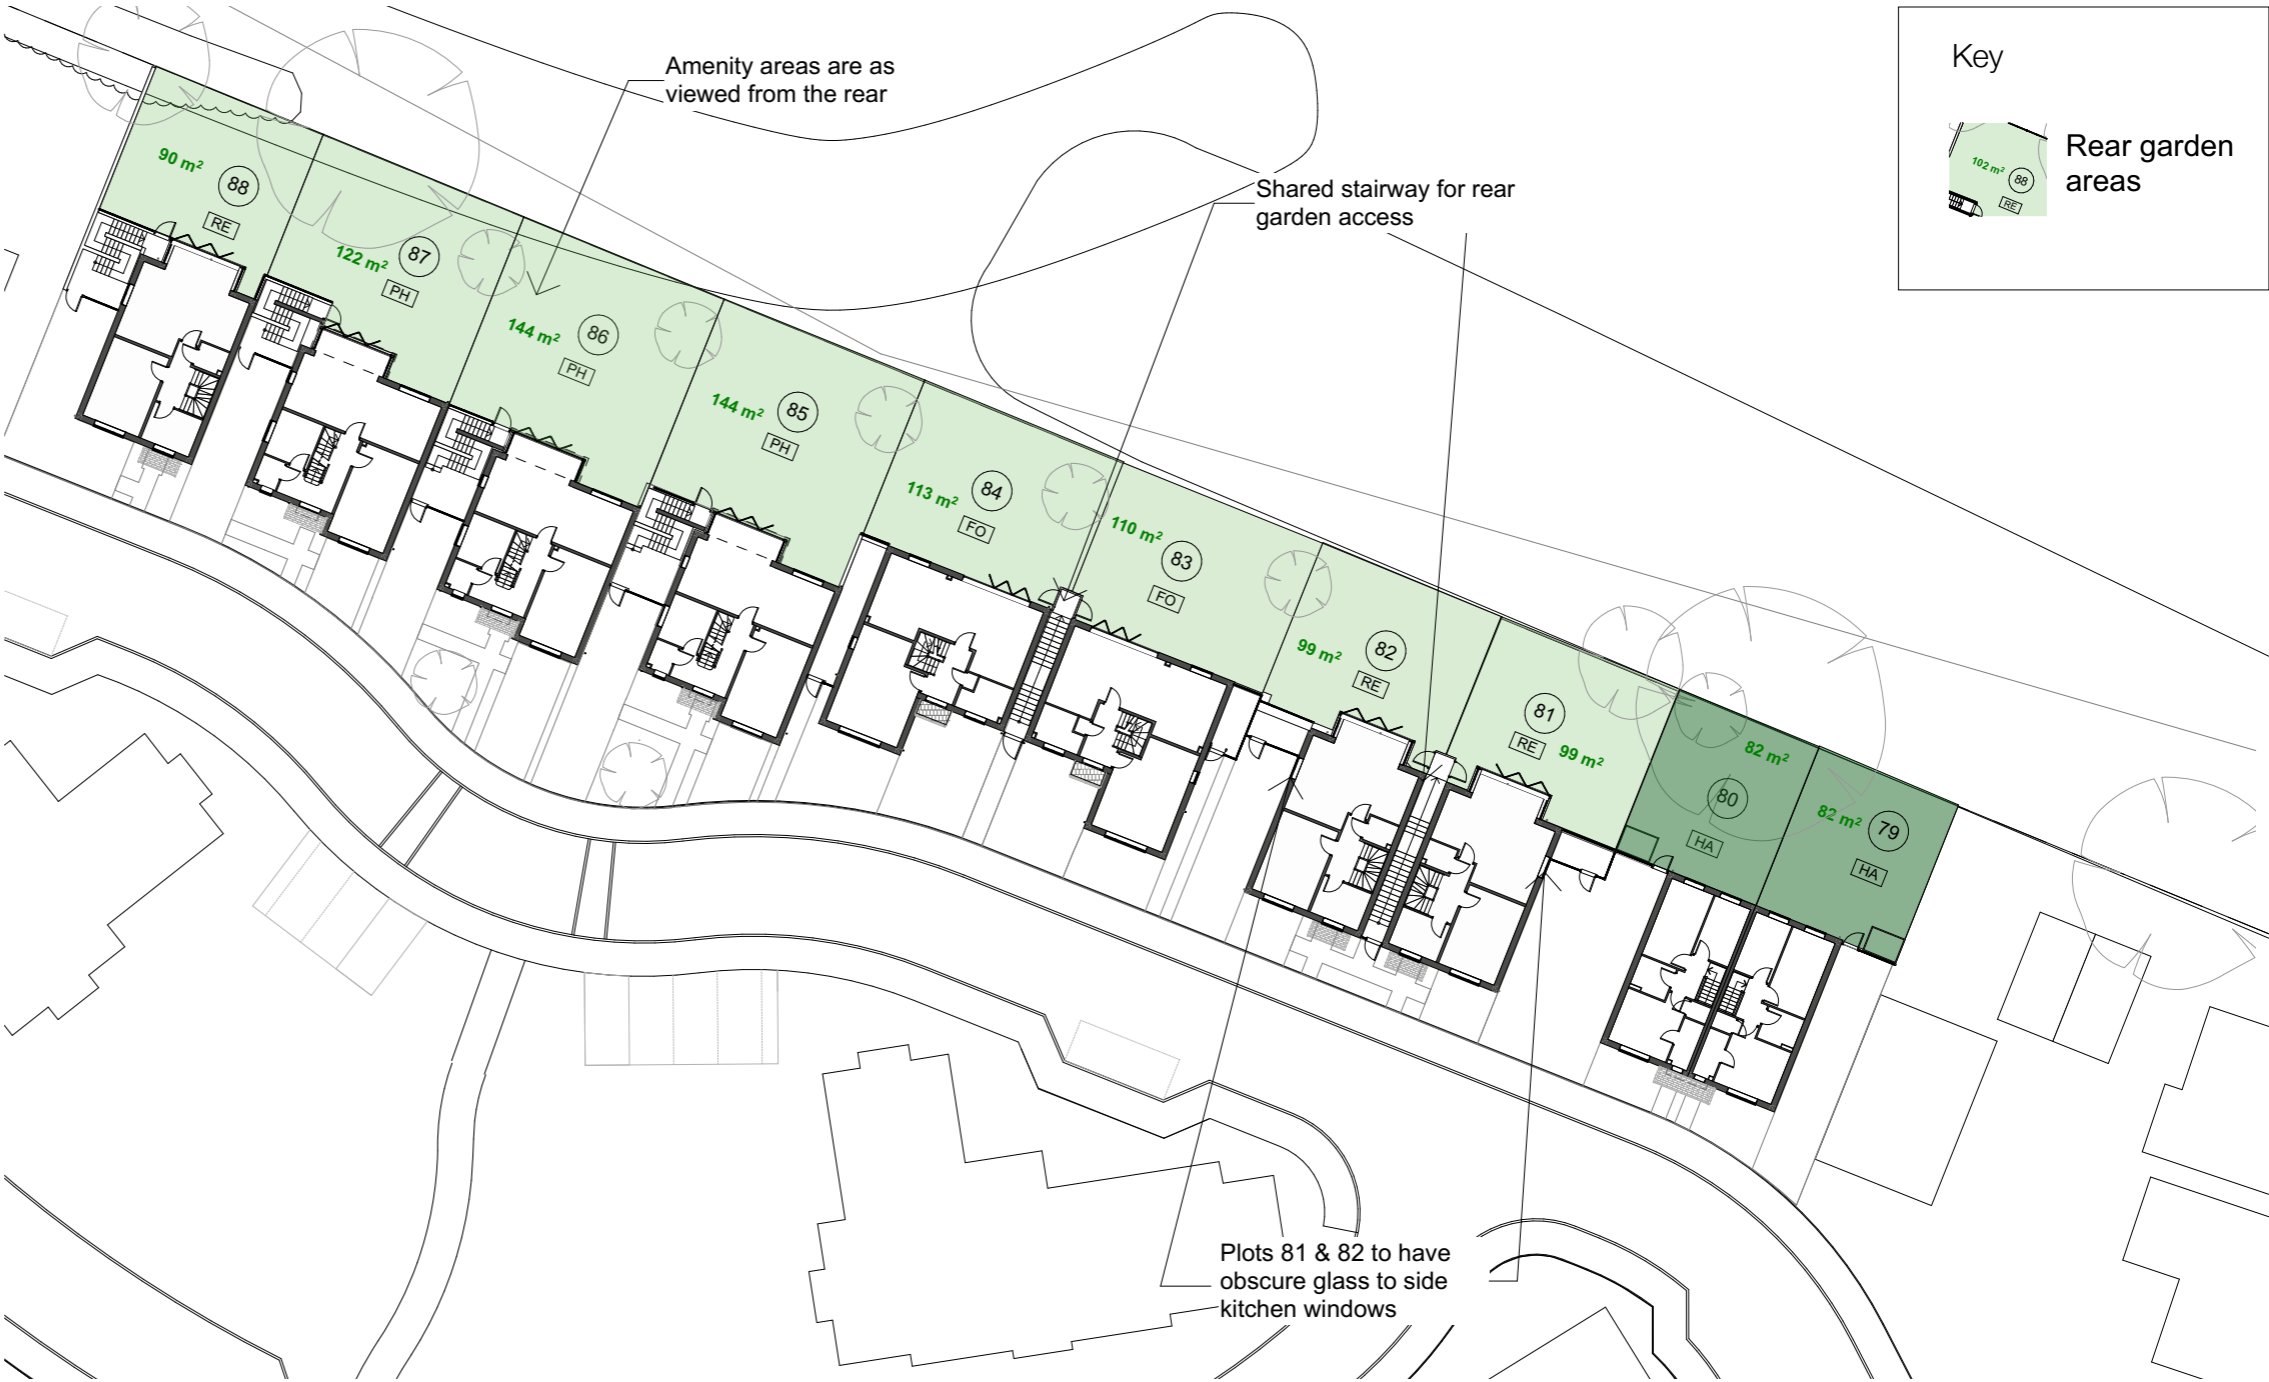 Amenity areas are as
viewed from the rear
Key
102 m²
88
RE
Rear garden
areas
Shared stairway for rear
garden access
90 m²
88
RE
122 m²
87
PH
144 m²
86
PH
144 m²
85
PH
113 m²
84
FO
110 m²
83
FO
99 m²
82
RE
81
RE
99 m²
82 m²
80
HA
82 m²
79
HA
Plots 81 & 82 to have
obscure glass to side
kitchen windows